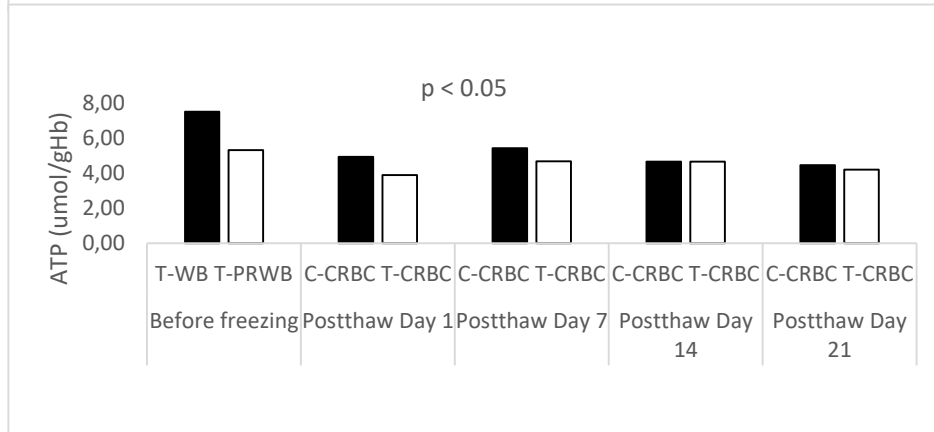 p < 0.05
ATP (umol/gHb)
8,00
6,00
4,00
2,00
0,00
T-WB T-PRWB C-CRBC T-CRBC C-CRBC T-CRBC C-CRBC T-CRBC C-CRBC T-CRBC
Before freezing Postthaw Day 1 Postthaw Day 7 Postthaw Day Postthaw Day
14 21